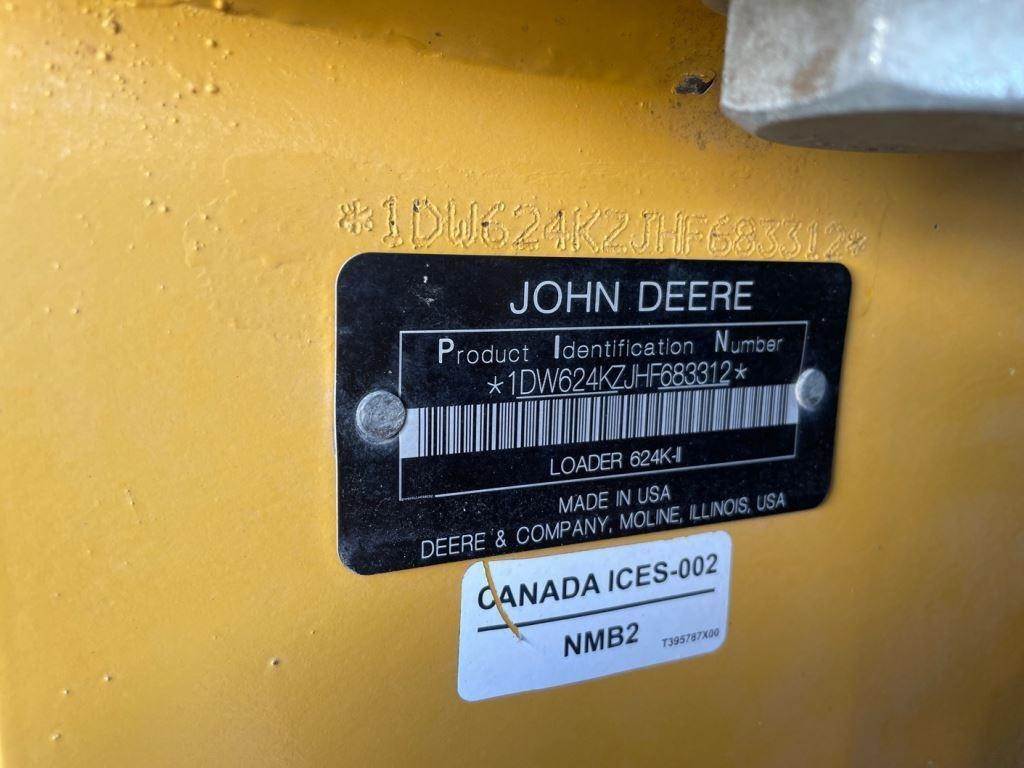 *1DW624KZJHF683312*
JOHN DEERE
Product Identification Number
*1DW624KZJHF683312*
LOADER 624K-II
MADE IN USA
DEERE & COMPANY, MOLINE, ILLINOIS, USA
CANADA ICES-002
NMB2 T395787X00